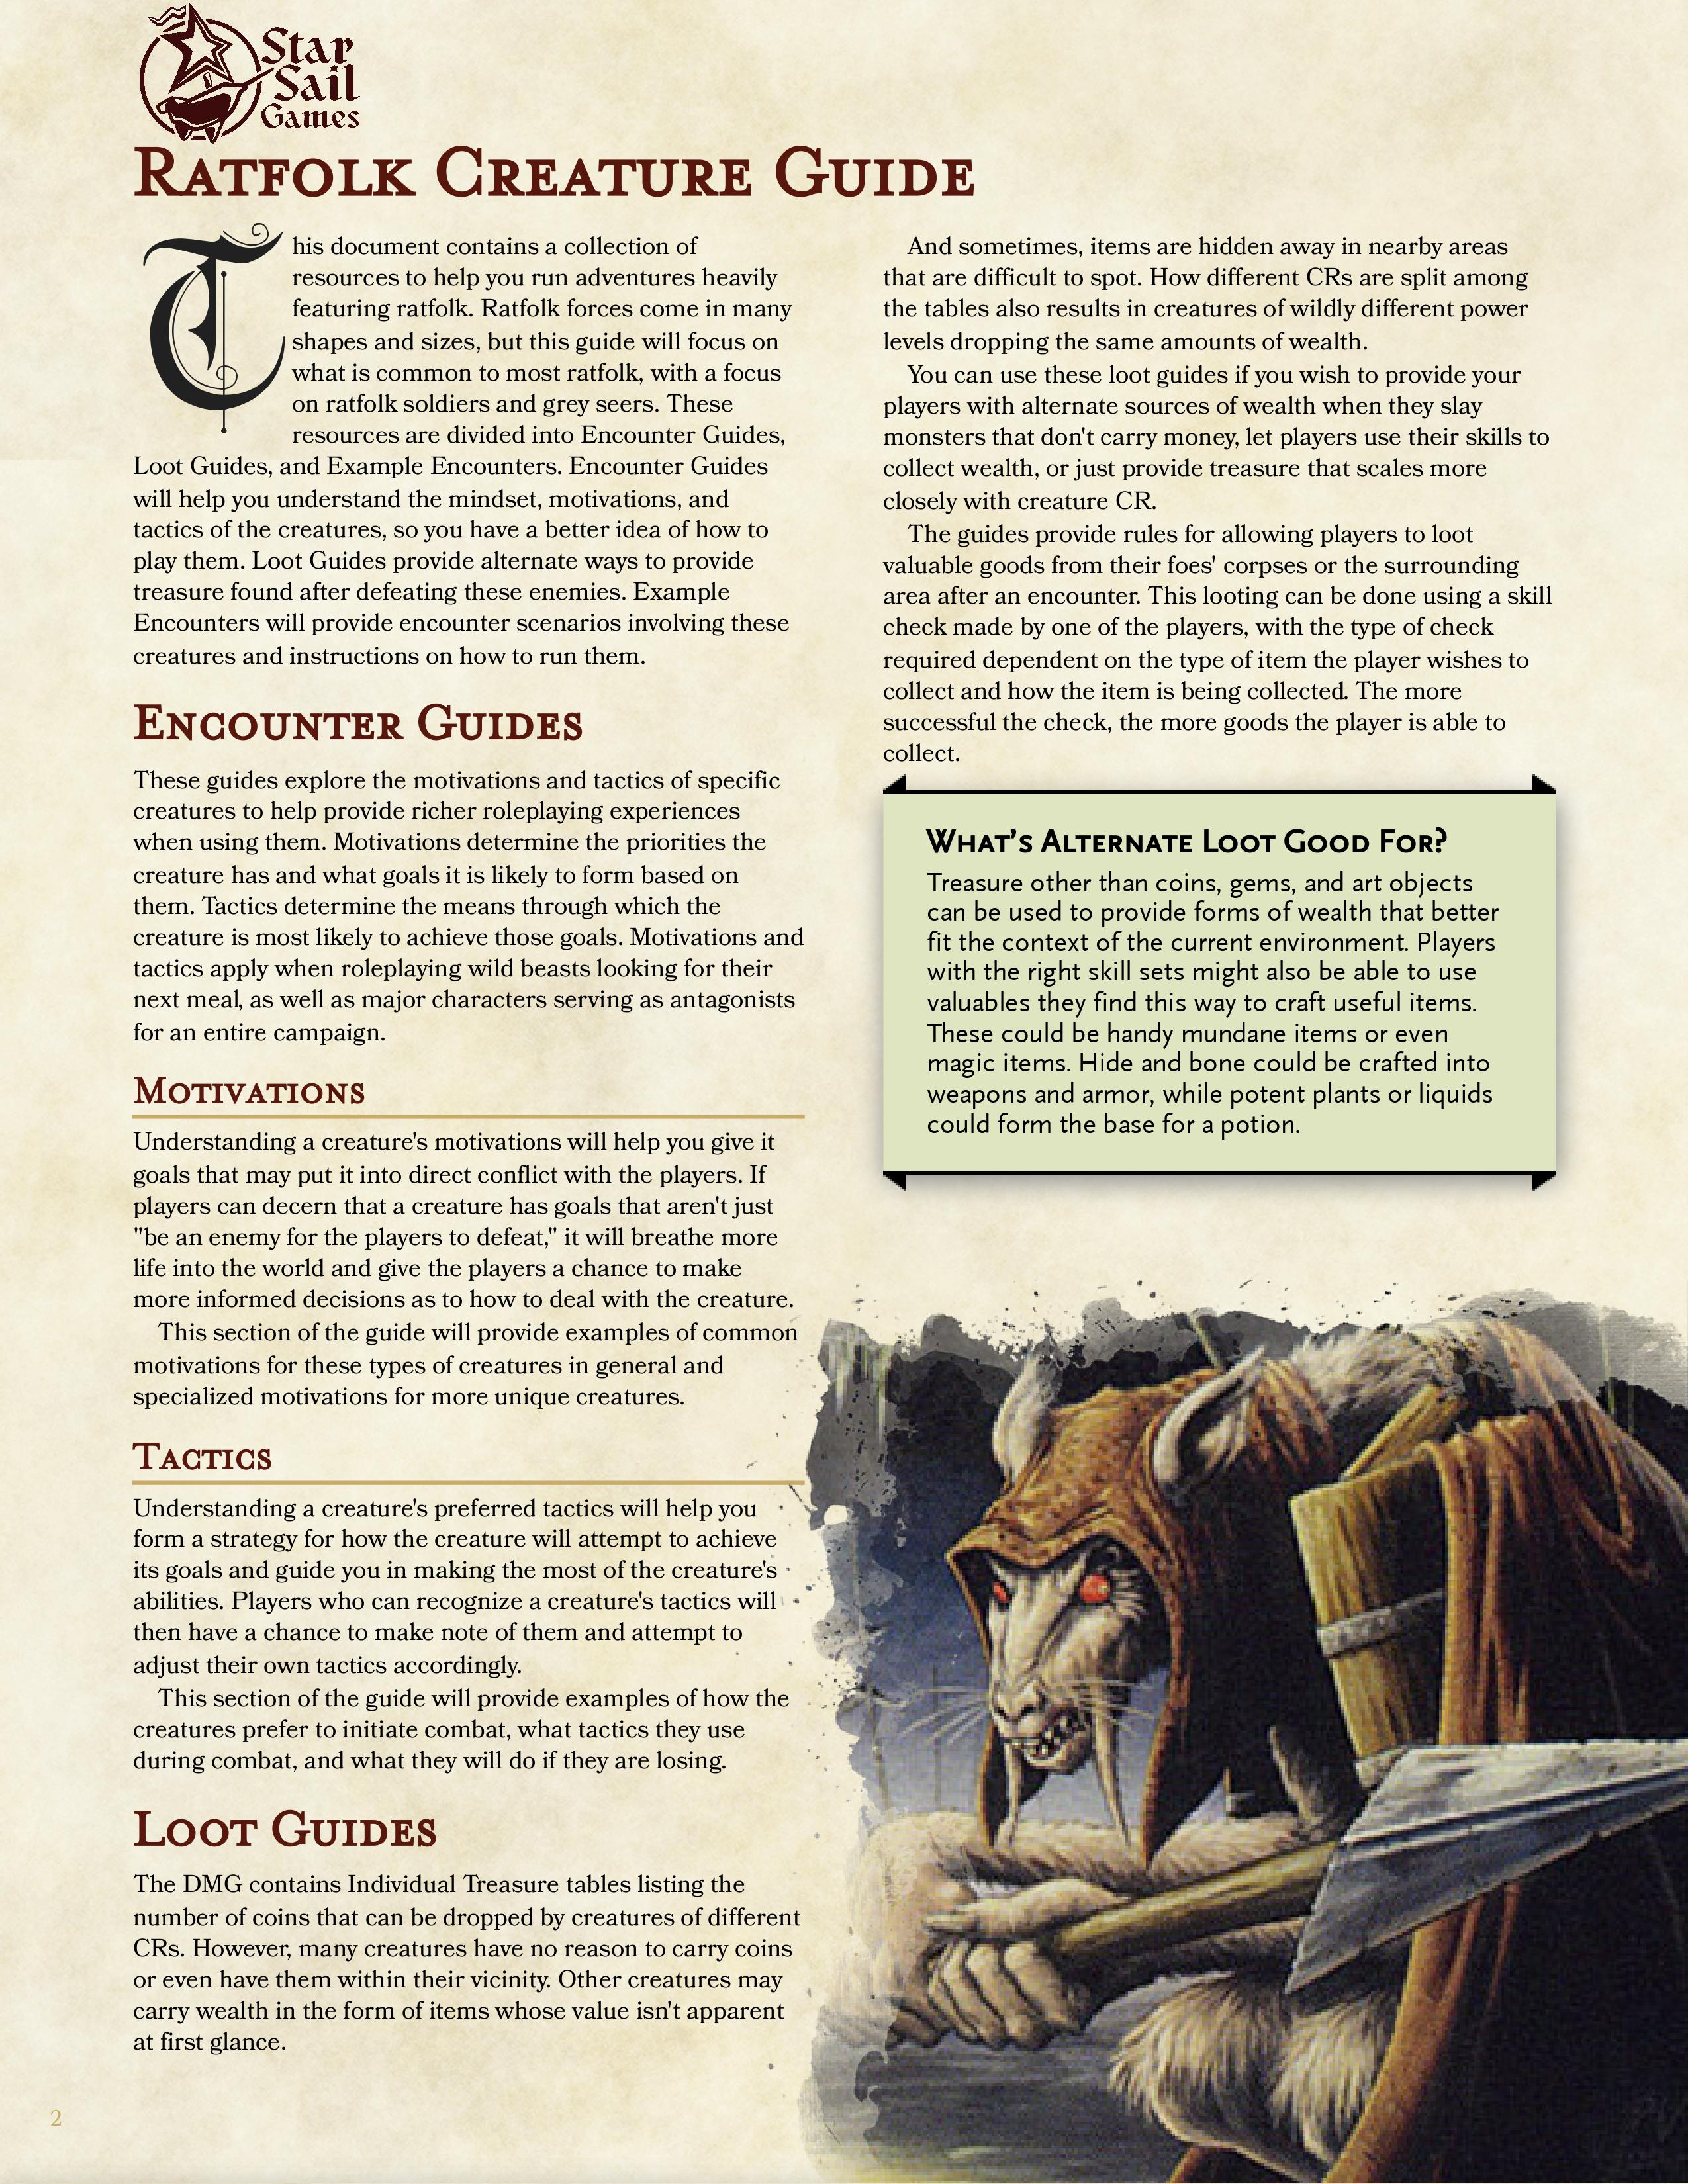 Star
Sail
Games
Ratfolk Creature Guide
This document contains a collection of
resources to help you run adventures heavily
featuring ratfolk. Ratfolk forces come in many
shapes and sizes, but this guide will focus on
what is common to most ratfolk, with a focus
on ratfolk soldiers and grey seers. These
resources are divided into Encounter Guides,
Loot Guides, and Example Encounters. Encounter Guides
will help you understand the mindset, motivations, and
tactics of the creatures, so you have a better idea of how to
play them. Loot Guides provide alternate ways to provide
treasure found after defeating these enemies. Example
Encounters will provide encounter scenarios involving these
creatures and instructions on how to run them.
Encounter Guides
These guides explore the motivations and tactics of specific
creatures to help provide richer roleplaying experiences
when using them. Motivations determine the priorities the
creature has and what goals it is likely to form based on
them. Tactics determine the means through which the
creature is most likely to achieve those goals. Motivations and
tactics apply when roleplaying wild beasts looking for their
next meal, as well as major characters serving as antagonists
for an entire campaign.
Motivations
Understanding a creature's motivations will help you give it
goals that may put it into direct conflict with the players. If
players can decern that a creature has goals that aren't just
"be an enemy for the players to defeat," it will breathe more
life into the world and give the players a chance to make
more informed decisions as to how to deal with the creature.
This section of the guide will provide examples of common
motivations for these types of creatures in general and
specialized motivations for more unique creatures.
Tactics
Understanding a creature's preferred tactics will help you
form a strategy for how the creature will attempt to achieve
its goals and guide you in making the most of the creature's
abilities. Players who can recognize a creature's tactics will
then have a chance to make note of them and attempt to
adjust their own tactics accordingly.
This section of the guide will provide examples of how the
creatures prefer to initiate combat, what tactics they use
during combat, and what they will do if they are losing.
Loot Guides
The DMG contains Individual Treasure tables listing the
number of coins that can be dropped by creatures of different
CRs. However, many creatures have no reason to carry coins
or even have them within their vicinity. Other creatures may
carry wealth in the form of items whose value isn't apparent
at first glance.
And sometimes, items are hidden away in nearby areas
that are difficult to spot. How different CRs are split among
the tables also results in creatures of wildly different power
levels dropping the same amounts of wealth.
You can use these loot guides if you wish to provide your
players with alternate sources of wealth when they slay
monsters that don't carry money, let players use their skills to
collect wealth, or just provide treasure that scales more
closely with creature CR.
The guides provide rules for allowing players to loot
valuable goods from their foes' corpses or the surrounding
area after an encounter. This looting can be done using a skill
check made by one of the players, with the type of check
required dependent on the type of item the player wishes to
collect and how the item is being collected. The more
successful the check, the more goods the player is able to
collect.
What's Alternate Loot Good For?
Treasure other than coins, gems, and art objects
can be used to provide forms of wealth that better
fit the context of the current environment. Players
with the right skill sets might also be able to use
valuables they find this way to craft useful items.
These could be handy mundane items or even
magic items. Hide and bone could be crafted into
weapons and armor, while potent plants or liquids
could form the base for a potion.
2